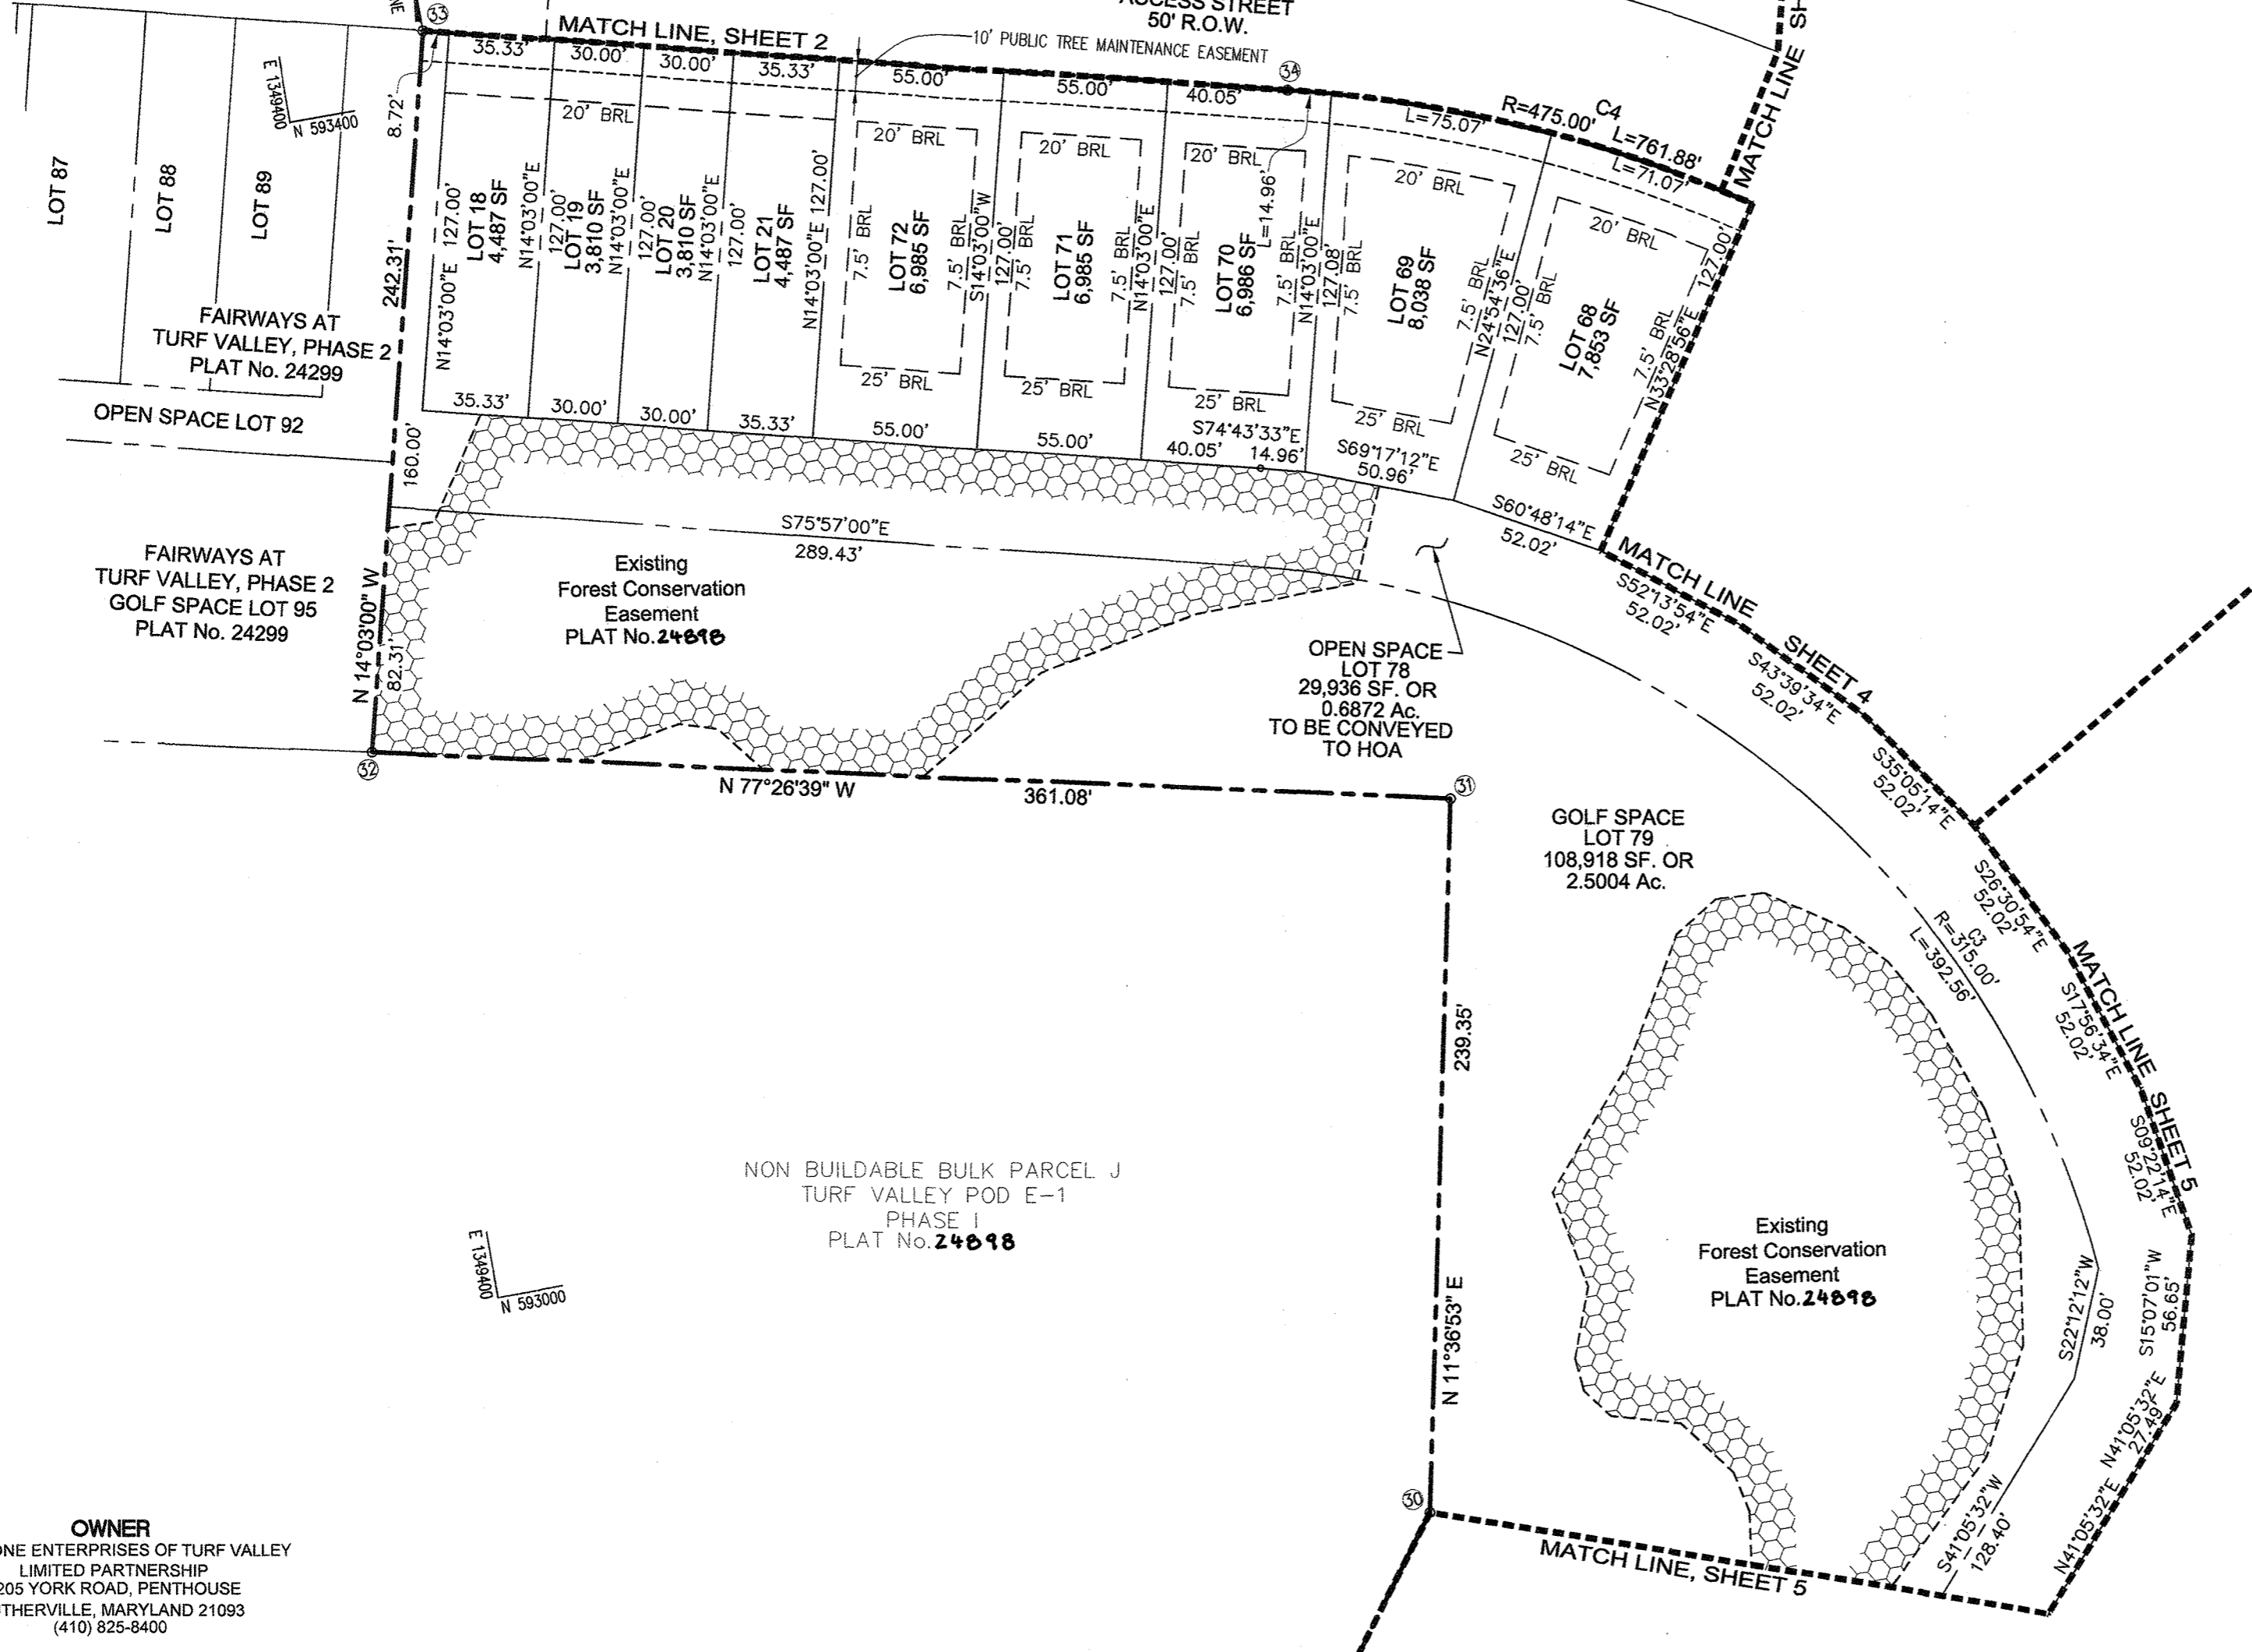 ACCESS STREET
50' R.O.W.
MATCH LINE, SHEET 2
10' PUBLIC TREE MAINTENANCE EASEMENT
33
34
35.33'
30.00'
30.00'
35.33'
55.00'
55.00'
40.05'
L=75.07'
R=475.00'
C4
L=761.88'
L=71.07'
MATCH LINE
E 1349400
N 593400
8.72'
242.31'
LOT 87
LOT 88
LOT 89
20' BRL
N14°03'00"E 127.00'
LOT 18
4,487 SF
N14°03'00"E
127.00'
LOT 19
3,810 SF
N14°03'00"E
127.00'
LOT 20
3,810 SF
N14°03'00"E
127.00'
LOT 21
4,487 SF
N14°03'00"E 127.00'
20' BRL
7.5' BRL
LOT 72
6,985 SF
7.5' BRL
25' BRL
S14°03'00"W
127.00'
20' BRL
7.5' BRL
LOT 71
6,985 SF
7.5' BRL
25' BRL
N14°03'00"E
127.00'
20' BRL
7.5' BRL
LOT 70
6,986 SF
L=14.96'
7.5' BRL
25' BRL
N14°03'00"E
127.08'
20' BRL
7.5' BRL
LOT 69
8,038 SF
7.5' BRL
25' BRL
N24°54'36"E
127.00'
20' BRL
7.5' BRL
LOT 68
7,853 SF
7.5' BRL
25' BRL
N33°28'56"E
127.00'
FAIRWAYS AT
TURF VALLEY, PHASE 2
PLAT No. 24299
OPEN SPACE LOT 92
35.33'
30.00'
30.00'
35.33'
55.00'
55.00'
40.05'
S74°43'33"E
14.96'
S69°17'12"E
50.96'
S60°48'14"E
52.02'
160.00'
S75°57'00"E
289.43'
FAIRWAYS AT
TURF VALLEY, PHASE 2
GOLF SPACE LOT 95
PLAT No. 24299
N 14°03'00" W
82.31'
Existing
Forest Conservation
Easement
PLAT No.24898
OPEN SPACE
LOT 78
29,936 SF. OR
0.6872 Ac.
TO BE CONVEYED
TO HOA
MATCH LINE
SHEET 4
S52°13'54"E
52.02'
S43°39'34"E
52.02'
S35°05'14"E
52.02'
S26°30'54"E
52.02'
S17°56'34"E
52.02'
S09°22'14"E
52.02'
MATCH LINE
SHEET 5
32
N 77°26'39" W
361.08'
31
GOLF SPACE
LOT 79
108,918 SF. OR
2.5004 Ac.
C3
R=315.00'
L=392.56'
239.35'
N 11°36'53" E
NON BUILDABLE BULK PARCEL J
TURF VALLEY POD E-1
PHASE I
PLAT No.24898
E 1349400
N 593000
Existing
Forest Conservation
Easement
PLAT No.24898
S22°12'12"W
38.00'
S15°07'01"W
56.65'
N41°05'32"E
27.49'
N41°05'32"E
S41°05'32"W
128.40'
30
MATCH LINE, SHEET 5
OWNER
ONE ENTERPRISES OF TURF VALLEY
LIMITED PARTNERSHIP
205 YORK ROAD, PENTHOUSE
THERVILLE, MARYLAND 21093
(410) 825-8400